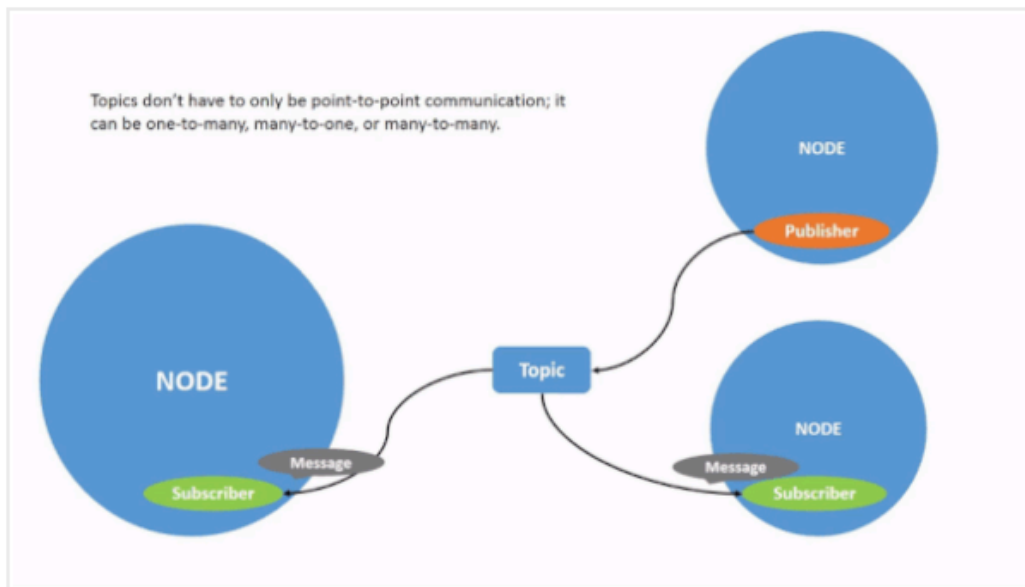 Topics don't have to only be point-to-point communication; it
can be one-to-many, many-to-one, or many-to-many.
NODE
Publisher
Topic
NODE
Message
Subscriber
NODE
Message
Subscriber